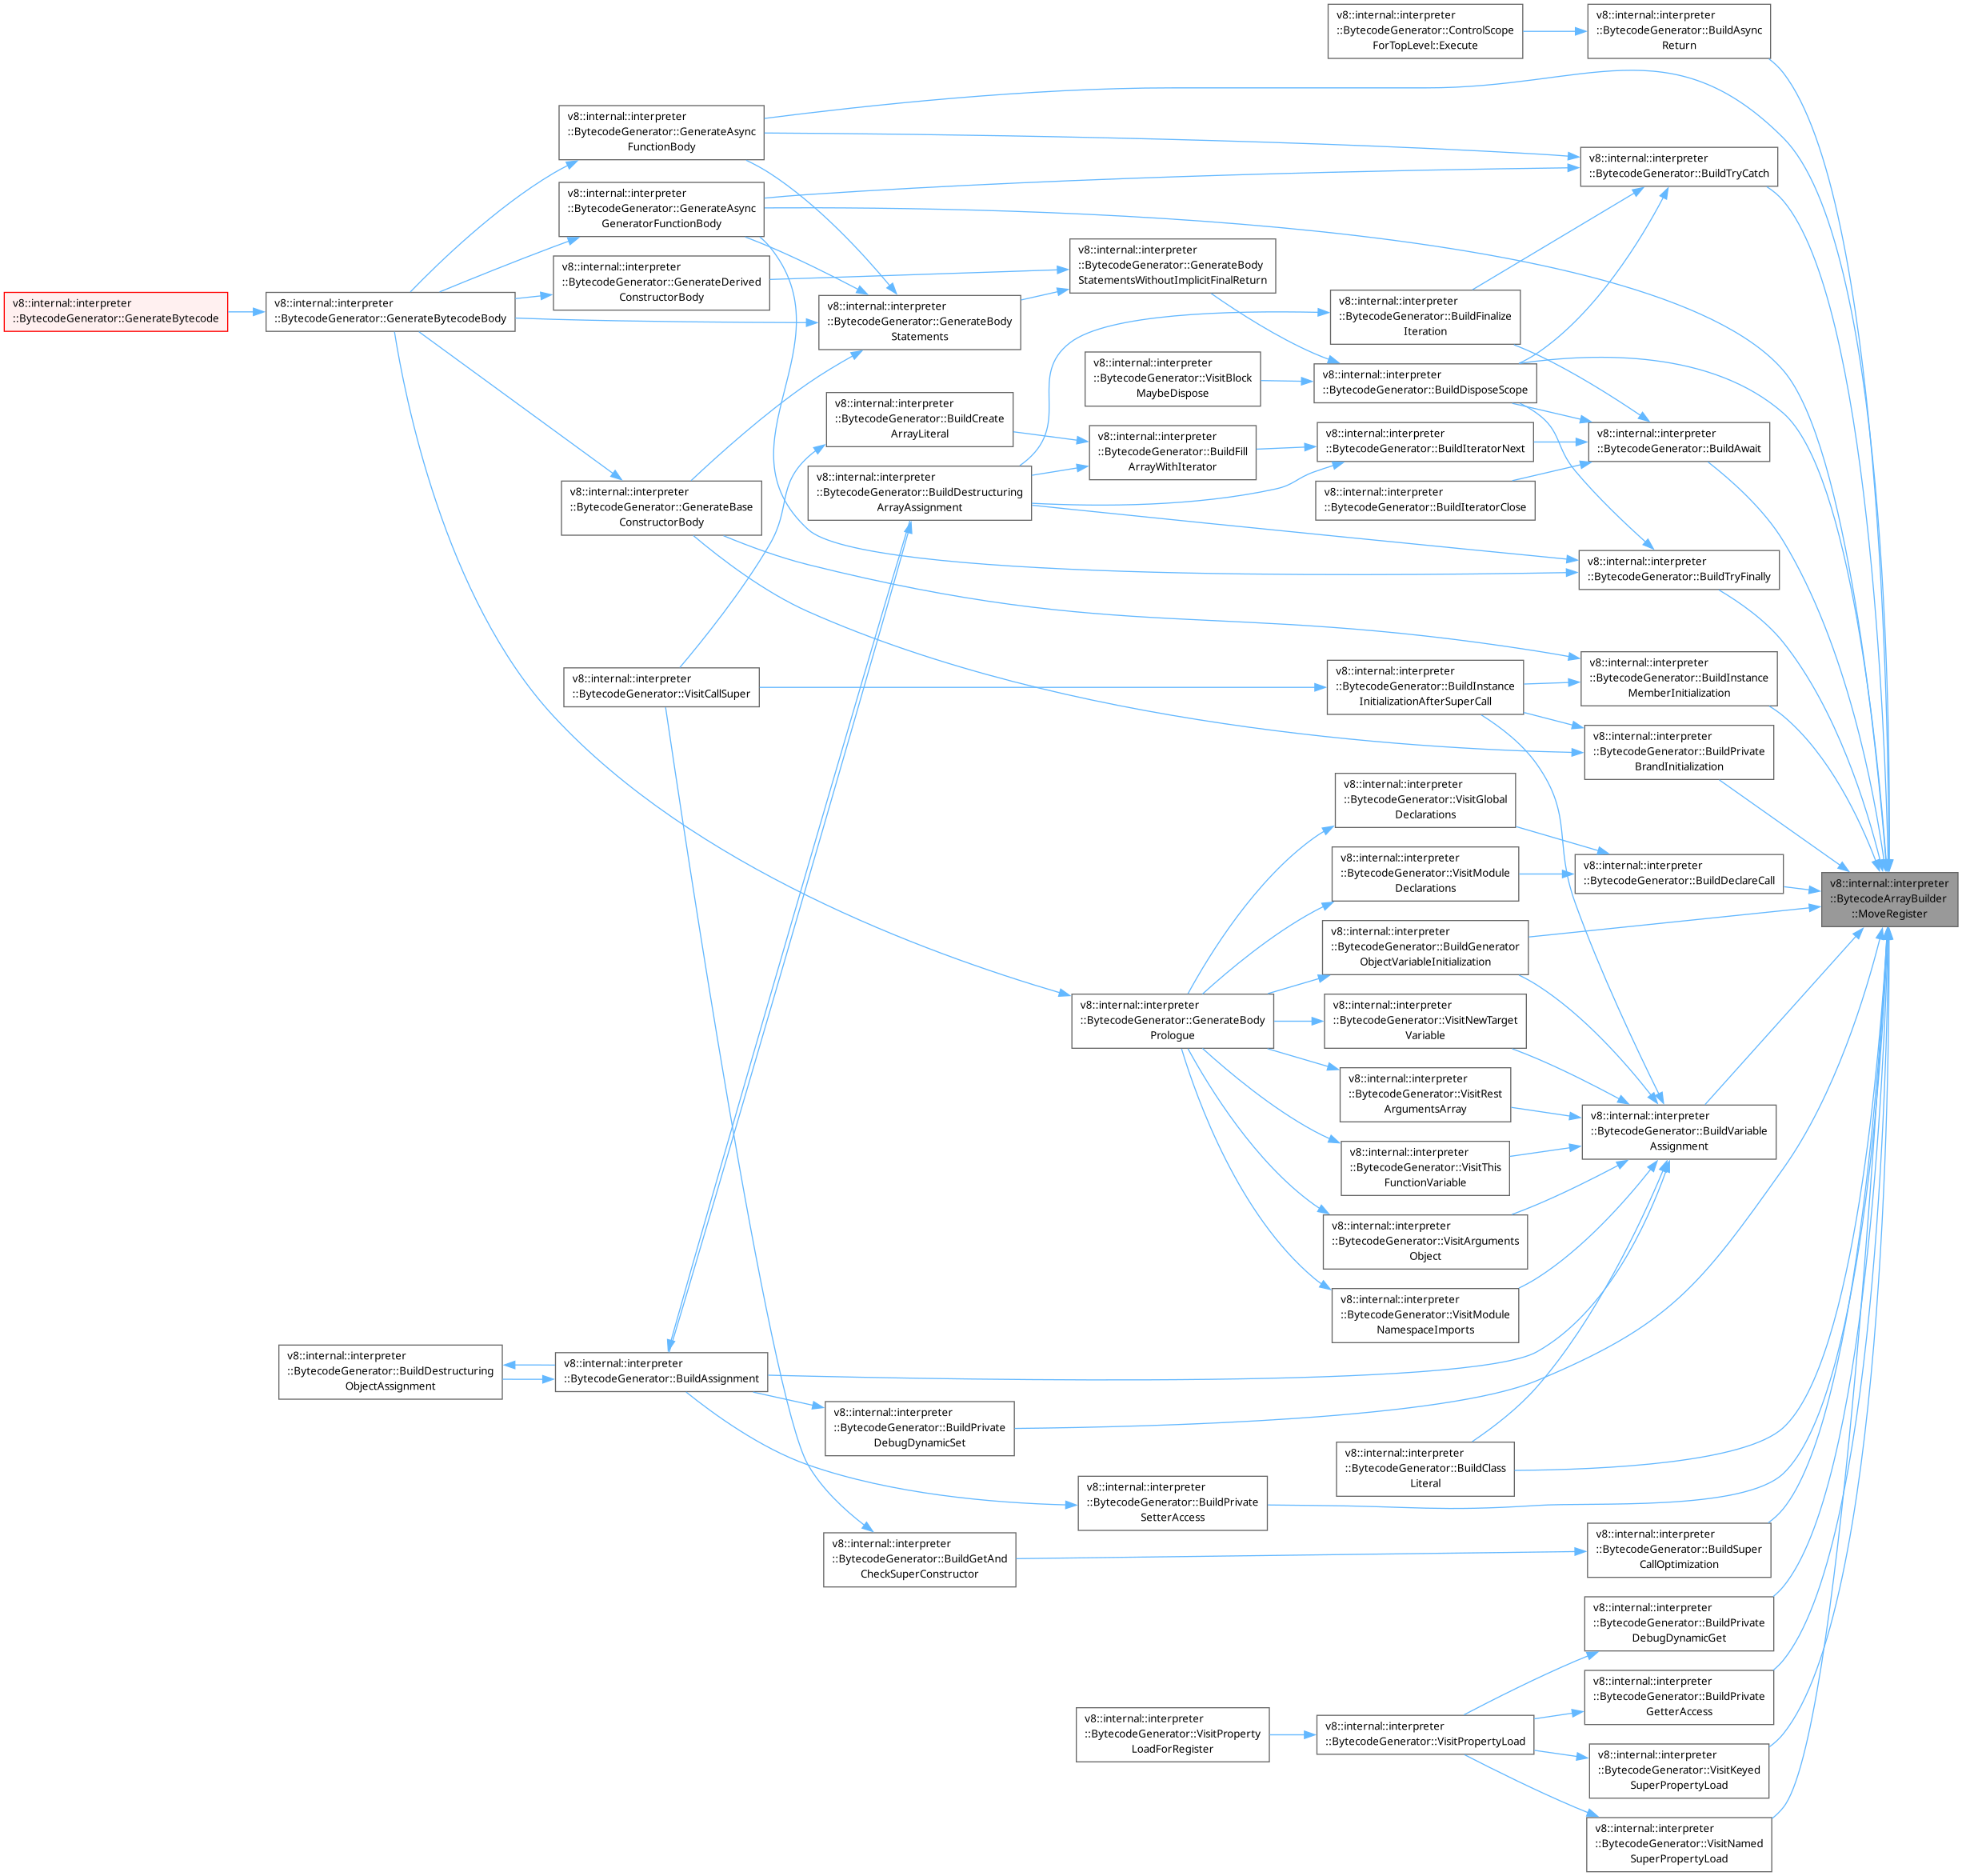 v8::internal::interpreter
::BytecodeGenerator::ControlScope
ForTopLevel::Execute
v8::internal::interpreter
::BytecodeGenerator::BuildAsync
Return
v8::internal::interpreter
::BytecodeGenerator::GenerateAsync
FunctionBody
v8::internal::interpreter
::BytecodeGenerator::BuildTryCatch
v8::internal::interpreter
::BytecodeGenerator::GenerateAsync
GeneratorFunctionBody
v8::internal::interpreter
::BytecodeGenerator::GenerateBody
StatementsWithoutImplicitFinalReturn
v8::internal::interpreter
::BytecodeGenerator::GenerateDerived
ConstructorBody
v8::internal::interpreter
::BytecodeGenerator::GenerateBytecode
v8::internal::interpreter
::BytecodeGenerator::GenerateBytecodeBody
v8::internal::interpreter
::BytecodeGenerator::GenerateBody
Statements
v8::internal::interpreter
::BytecodeGenerator::BuildFinalize
Iteration
v8::internal::interpreter
::BytecodeGenerator::VisitBlock
MaybeDispose
v8::internal::interpreter
::BytecodeGenerator::BuildDisposeScope
v8::internal::interpreter
::BytecodeGenerator::BuildCreate
ArrayLiteral
v8::internal::interpreter
::BytecodeGenerator::BuildFill
ArrayWithIterator
v8::internal::interpreter
::BytecodeGenerator::BuildIteratorNext
v8::internal::interpreter
::BytecodeGenerator::BuildAwait
v8::internal::interpreter
::BytecodeGenerator::GenerateBase
ConstructorBody
v8::internal::interpreter
::BytecodeGenerator::BuildDestructuring
ArrayAssignment
v8::internal::interpreter
::BytecodeGenerator::BuildIteratorClose
v8::internal::interpreter
::BytecodeGenerator::BuildTryFinally
v8::internal::interpreter
::BytecodeGenerator::VisitCallSuper
v8::internal::interpreter
::BytecodeGenerator::BuildInstance
InitializationAfterSuperCall
v8::internal::interpreter
::BytecodeGenerator::BuildInstance
MemberInitialization
v8::internal::interpreter
::BytecodeGenerator::BuildPrivate
BrandInitialization
v8::internal::interpreter
::BytecodeGenerator::VisitGlobal
Declarations
v8::internal::interpreter
::BytecodeGenerator::VisitModule
Declarations
v8::internal::interpreter
::BytecodeGenerator::BuildDeclareCall
v8::internal::interpreter
::BytecodeArrayBuilder
::MoveRegister
v8::internal::interpreter
::BytecodeGenerator::BuildGenerator
ObjectVariableInitialization
v8::internal::interpreter
::BytecodeGenerator::GenerateBody
Prologue
v8::internal::interpreter
::BytecodeGenerator::VisitNewTarget
Variable
v8::internal::interpreter
::BytecodeGenerator::VisitRest
ArgumentsArray
v8::internal::interpreter
::BytecodeGenerator::BuildVariable
Assignment
v8::internal::interpreter
::BytecodeGenerator::VisitThis
FunctionVariable
v8::internal::interpreter
::BytecodeGenerator::VisitArguments
Object
v8::internal::interpreter
::BytecodeGenerator::VisitModule
NamespaceImports
v8::internal::interpreter
::BytecodeGenerator::BuildDestructuring
ObjectAssignment
v8::internal::interpreter
::BytecodeGenerator::BuildAssignment
v8::internal::interpreter
::BytecodeGenerator::BuildPrivate
DebugDynamicSet
v8::internal::interpreter
::BytecodeGenerator::BuildClass
Literal
v8::internal::interpreter
::BytecodeGenerator::BuildPrivate
SetterAccess
v8::internal::interpreter
::BytecodeGenerator::BuildGetAnd
CheckSuperConstructor
v8::internal::interpreter
::BytecodeGenerator::BuildSuper
CallOptimization
v8::internal::interpreter
::BytecodeGenerator::BuildPrivate
DebugDynamicGet
v8::internal::interpreter
::BytecodeGenerator::BuildPrivate
GetterAccess
v8::internal::interpreter
::BytecodeGenerator::VisitProperty
LoadForRegister
v8::internal::interpreter
::BytecodeGenerator::VisitPropertyLoad
v8::internal::interpreter
::BytecodeGenerator::VisitKeyed
SuperPropertyLoad
v8::internal::interpreter
::BytecodeGenerator::VisitNamed
SuperPropertyLoad